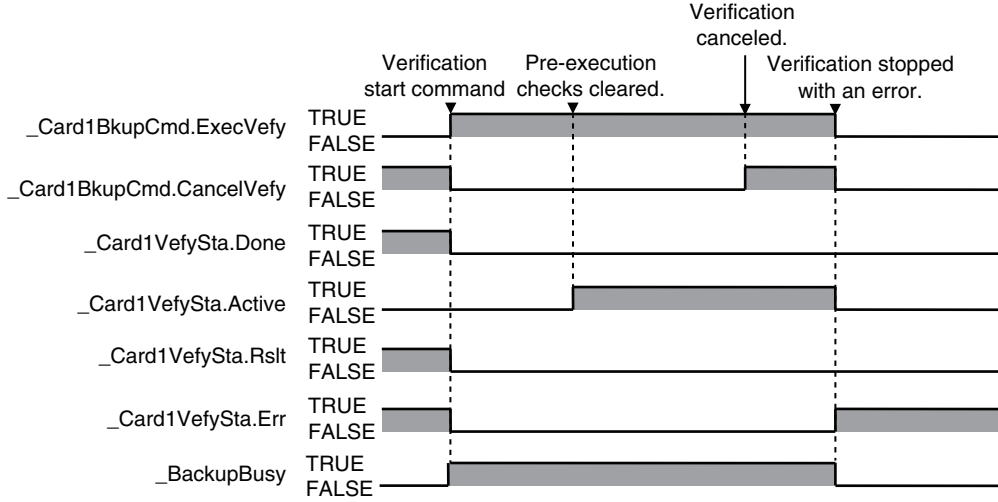 Verification
canceled.
Verification
start command
Pre-execution
checks cleared.
Verification stopped
with an error.
_Card1BkupCmd.ExecVefy
TRUE
FALSE
_Card1BkupCmd.CancelVefy
TRUE
FALSE
_Card1VefySta.Done
TRUE
FALSE
_Card1VefySta.Active
TRUE
FALSE
_Card1VefySta.Rslt
TRUE
FALSE
_Card1VefySta.Err
TRUE
FALSE
_BackupBusy
TRUE
FALSE